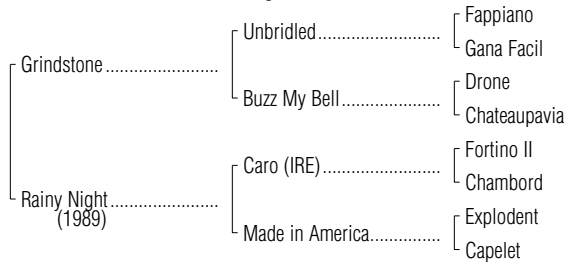 Fappiano
Unbridled
Gana Facil
Grindstone
Drone
Buzz My Bell
Chateaupavia
Fortino II
Caro (IRE)
Chambord
Rainy Night
(1989)
Explodent
Made in America
Capelet